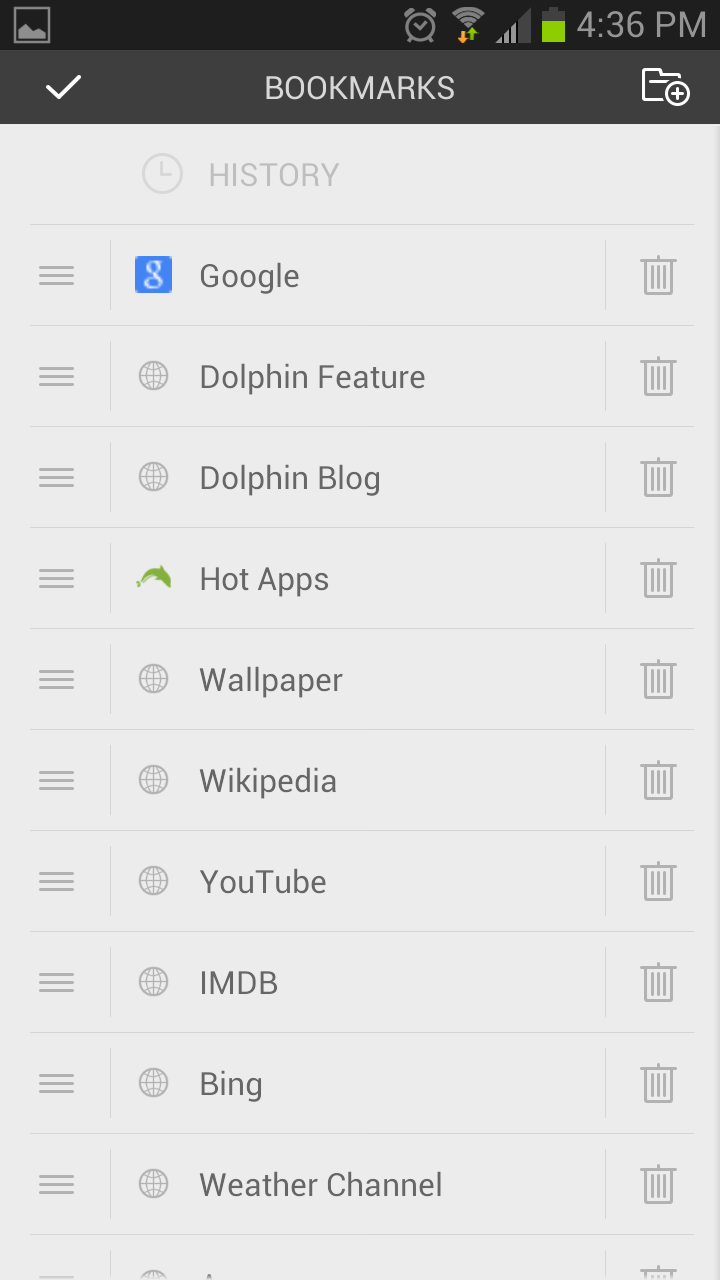 4:36 PM
BOOKMARKS
HISTORY
Google
Dolphin Feature
Dolphin Blog
Hot Apps
Wallpaper
Wikipedia
YouTube
IMDB
Bing
Weather Channel